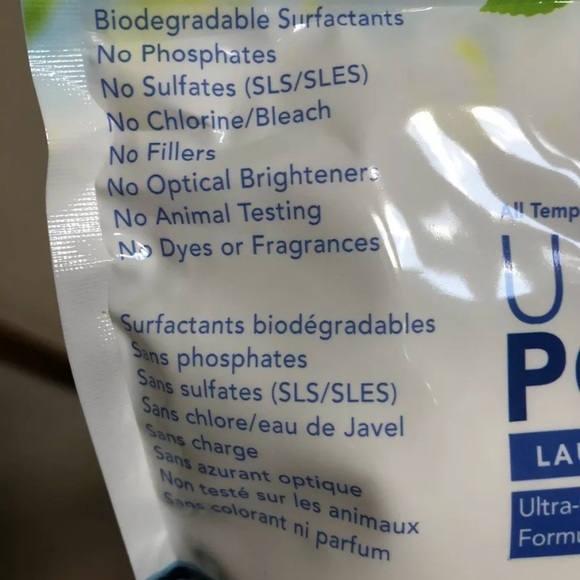 Biodegradable Surfactants
No Phosphates
No Sulfates (SLS/SLES)
No Chlorine/Bleach
No Fillers
No Optical Brighteners
No Animal Testing
No Dyes or Fragrances
Surfactants biodégradables
Sans phosphates
Sans sulfates (SLS/SLES)
Sans chlore/eau de Javel
Sans charge
Sans azurant optique
Non testé sur les animaux
Sans colorant ni parfum
All Temp
U
PO
LAU
Ultra-
Formu